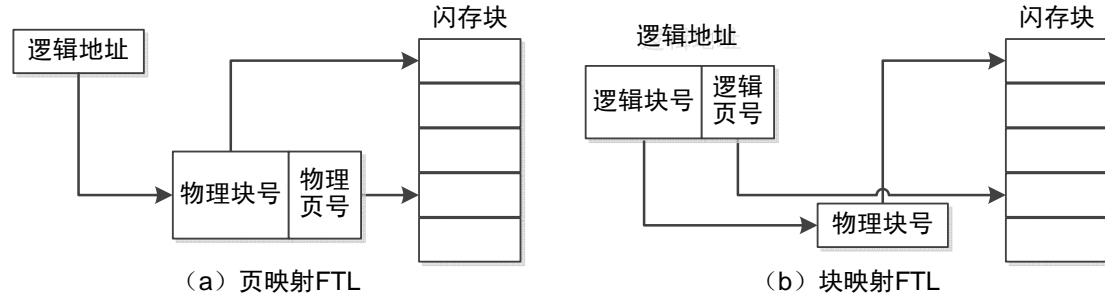 闪存块
逻辑地址
物理块号
物理
页号
（a）页映射FTL
闪存块
逻辑地址
逻辑块号
逻辑
页号
物理块号
（b）块映射FTL